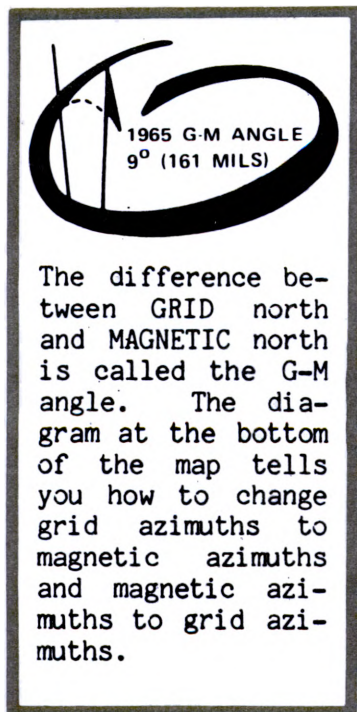 1965 G-M ANGLE
9° (161 MILS)
The difference be-
tween GRID north
and MAGNETIC north
is called the G-M
angle. The dia-
gram at the bottom
of the map tells
you how to change
grid azimuths to
magnetic azimuths
and magnetic azi-
muths to grid azi-
muths.